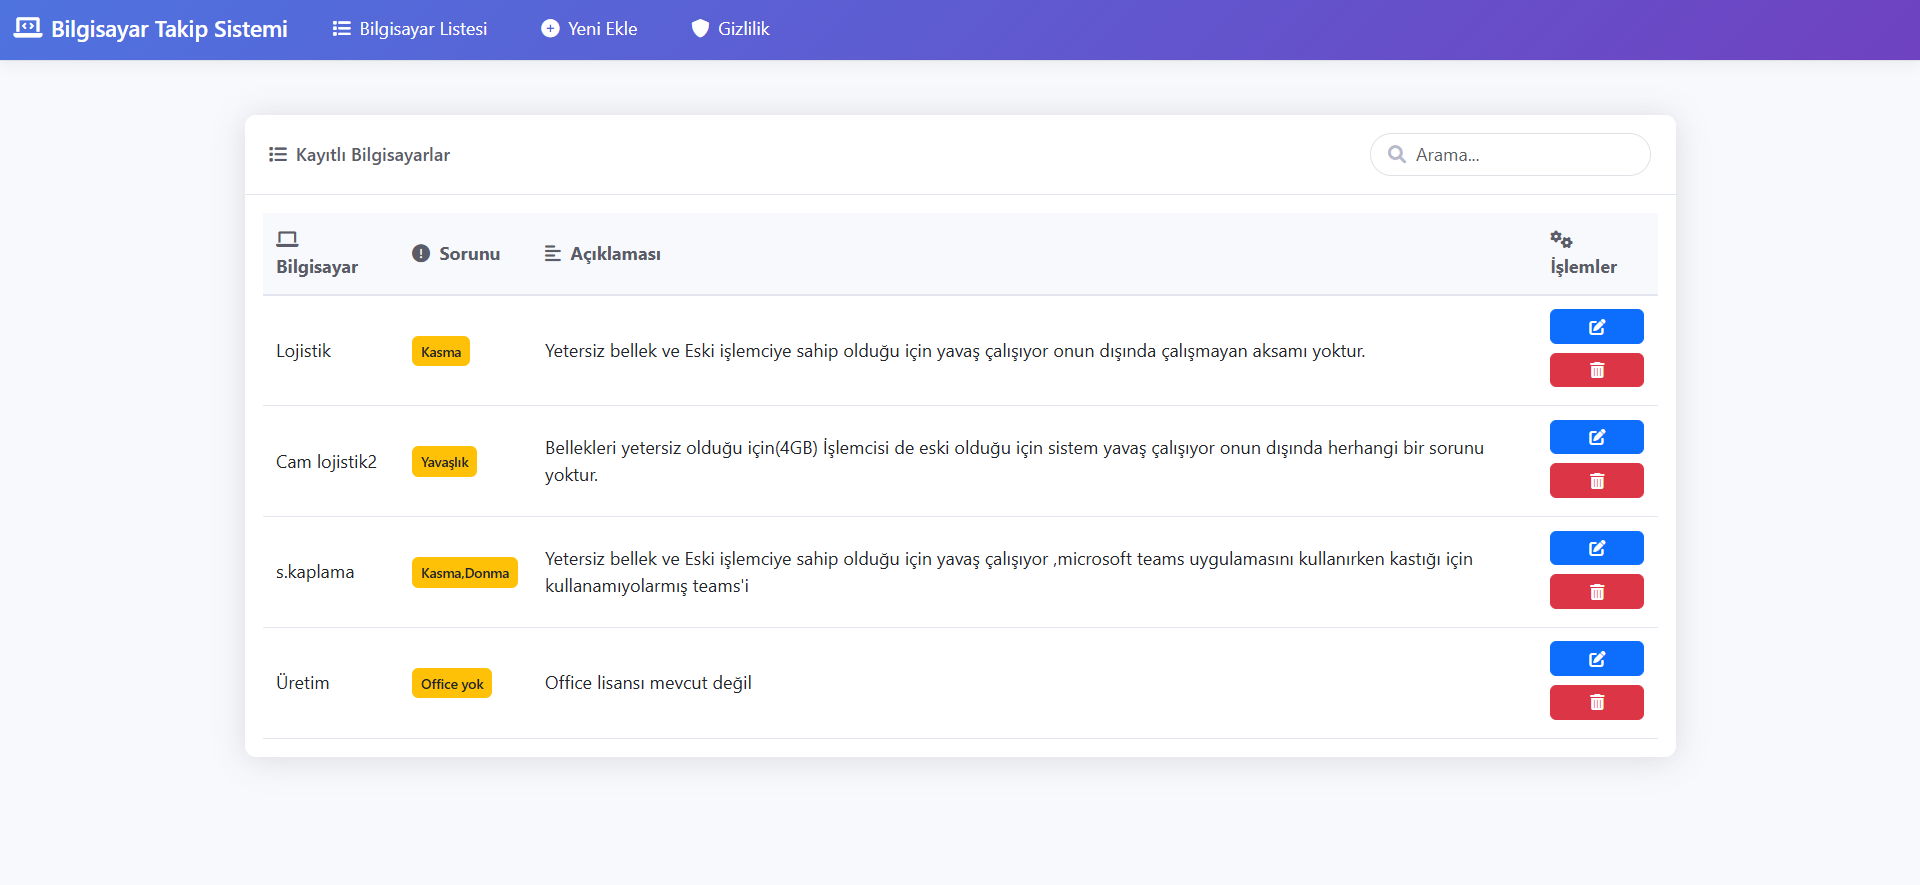 Bilgisayar Takip Sistemi
Bilgisayar Listesi
Yeni Ekle
Gizlilik
Kayıtlı Bilgisayarlar
Arama...
Bilgisayar
Sorunu
Açıklaması
İşlemler
Lojistik
Kasma
Yetersiz bellek ve Eski işlemciye sahip olduğu için yavaş çalışıyor onun dışında çalışmayan aksamı yoktur.
Cam lojistik2
Yavaşlık
Bellekleri yetersiz olduğu için(4GB) İşlemcisi de eski olduğu için sistem yavaş çalışıyor onun dışında herhangi bir sorunu
yoktur.
s.kaplama
Kasma,Donma
Yetersiz bellek ve Eski işlemciye sahip olduğu için yavaş çalışıyor ,microsoft teams uygulamasını kullanırken kastığı için
kullanamıyolarmış teams'i
Üretim
Office yok
Office lisansı mevcut değil